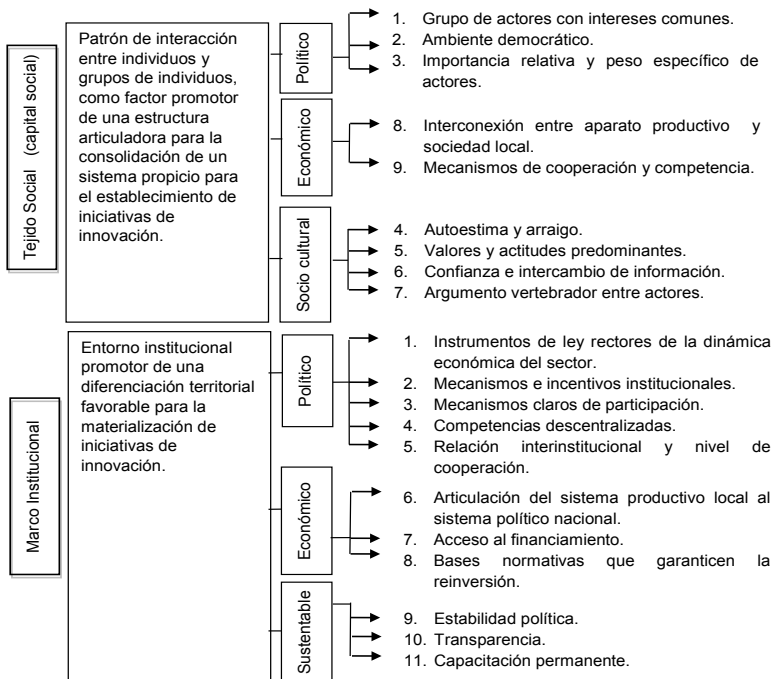 Tejido Social (capital social)
Patrón de interacción
entre individuos y
grupos de individuos,
como factor promotor
de una estructura
articuladora para la
consolidación de un
sistema propicio para
el establecimiento de
iniciativas de
innovación.
Político
1. Grupo de actores con intereses comunes.
2. Ambiente democrático.
3. Importancia relativa y peso específico de
actores.
Económico
8. Interconexión entre aparato productivo y
sociedad local.
9. Mecanismos de cooperación y competencia.
Socio cultural
4. Autoestima y arraigo.
5. Valores y actitudes predominantes.
6. Confianza e intercambio de información.
7. Argumento vertebrador entre actores.
Marco Institucional
Entorno institucional
promotor de una
diferenciación territorial
favorable para la
materialización de
iniciativas de
innovación.
Político
1. Instrumentos de ley rectores de la dinámica
económica del sector.
2. Mecanismos e incentivos institucionales.
3. Mecanismos claros de participación.
4. Competencias descentralizadas.
5. Relación interinstitucional y nivel de
cooperación.
Económico
6. Articulación del sistema productivo local al
sistema político nacional.
7. Acceso al financiamiento.
8. Bases normativas que garanticen la
reinversión.
Sustentable
9. Estabilidad política.
10. Transparencia.
11. Capacitación permanente.